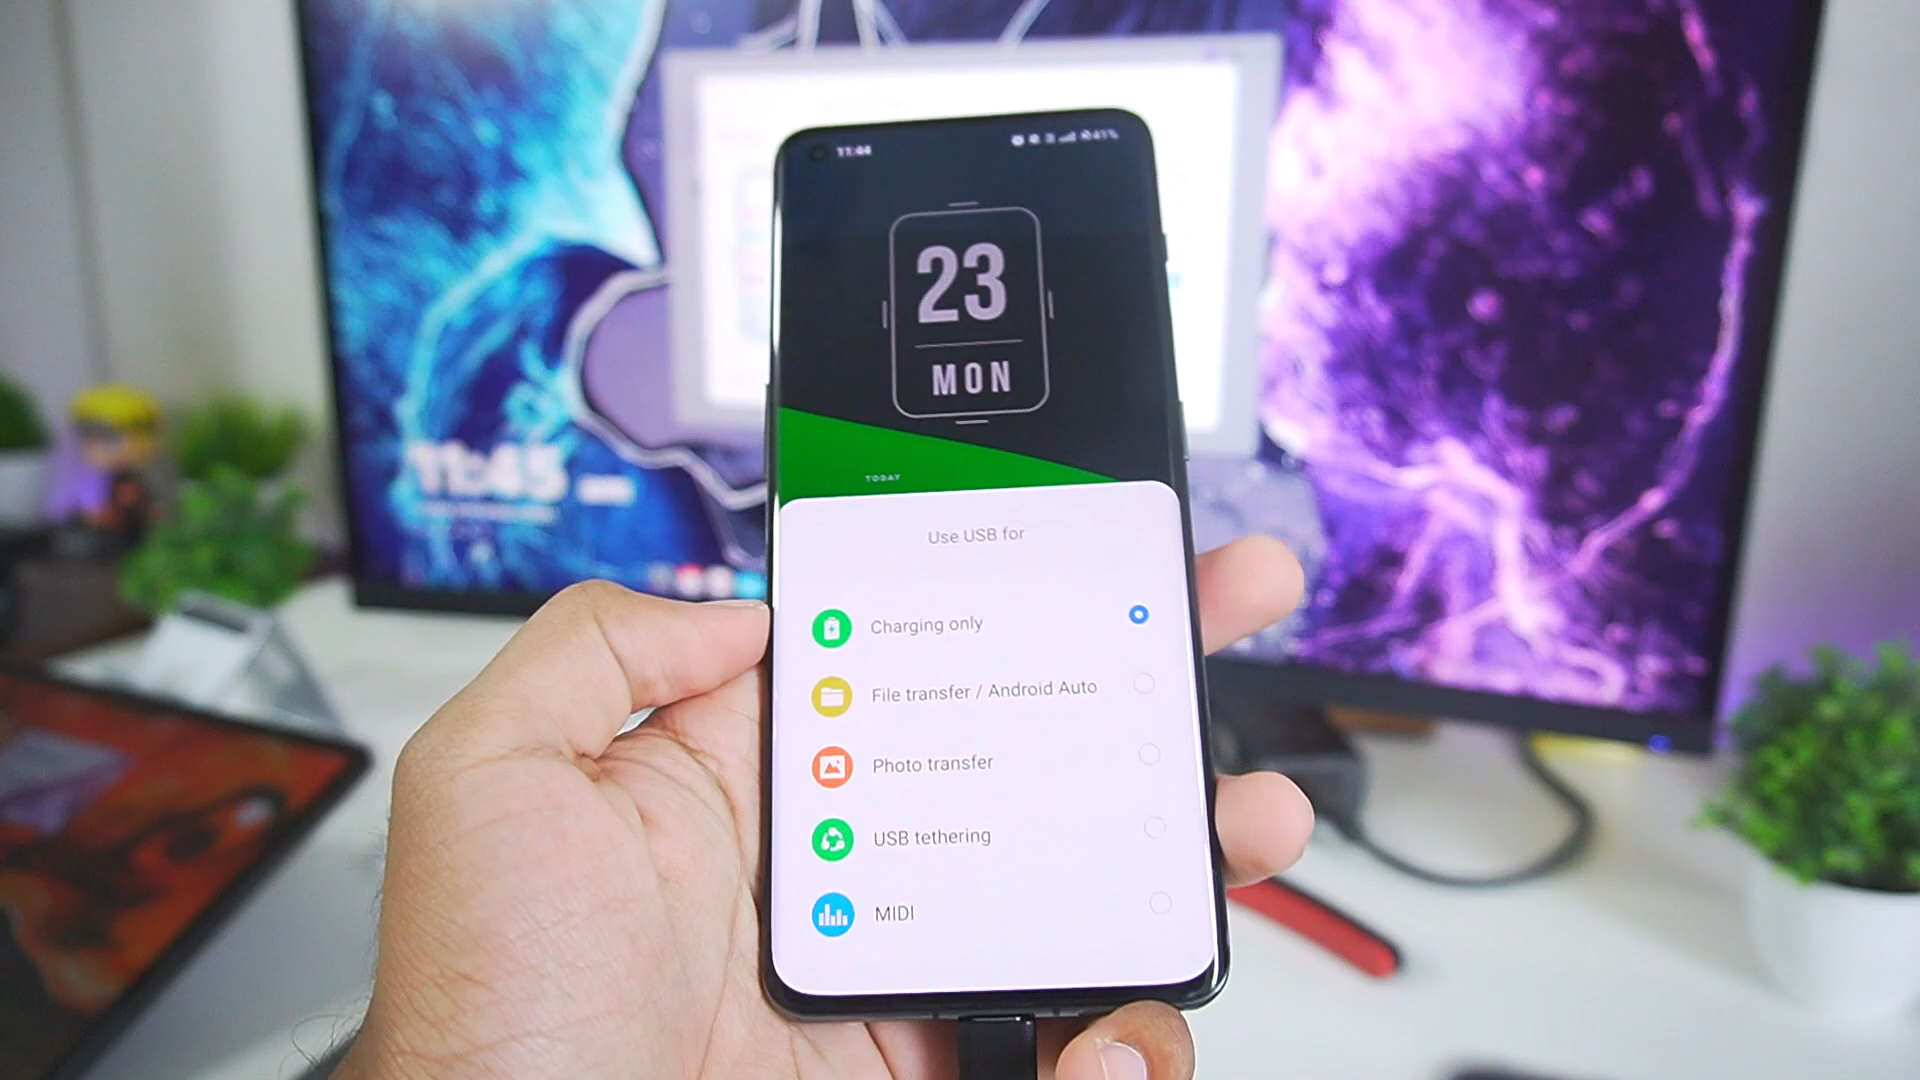 11:44
41%
23
MON
TODAY
Use USB for
Charging only
File transfer / Android Auto
Photo transfer
USB tethering
MIDI
11:45